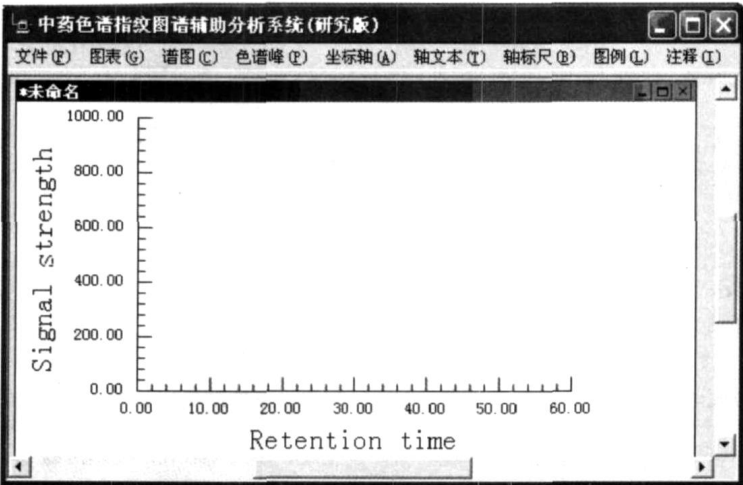 中药色谱指纹图谱辅助分析系统(研究版)
文件(F) 图表(G) 谱图(C) 色谱峰(P) 坐标轴(A) 轴文本(T) 轴标尺(B) 图例(L) 注释(I)
*未命名
1000.00
800.00
600.00
400.00
200.00
0.00
Signal strength
0.00 10.00 20.00 30.00 40.00 50.00 60.00
Retention time